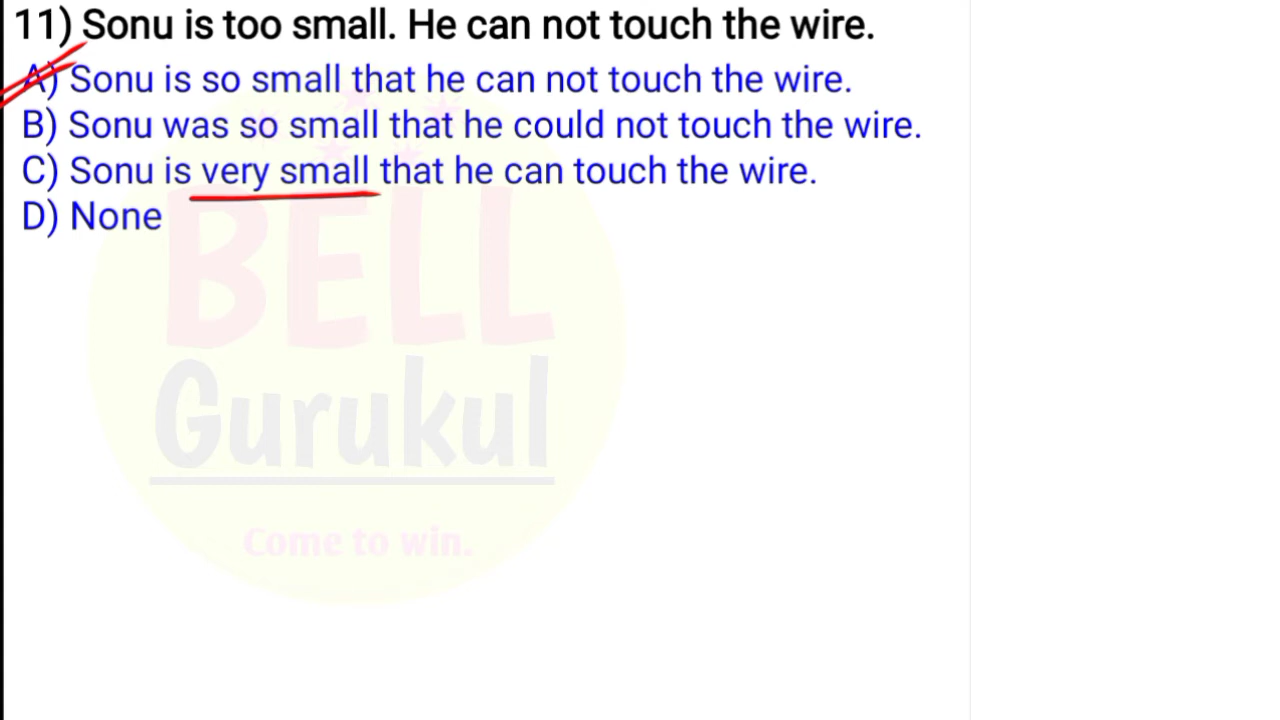 11) Sonu is too small. He can not touch the wire.
A) Sonu is so small that he can not touch the wire.
B) Sonu was so small that he could not touch the wire.
C) Sonu is very small that he can touch the wire.
D) None
BELL
Gurukul
Come to win.